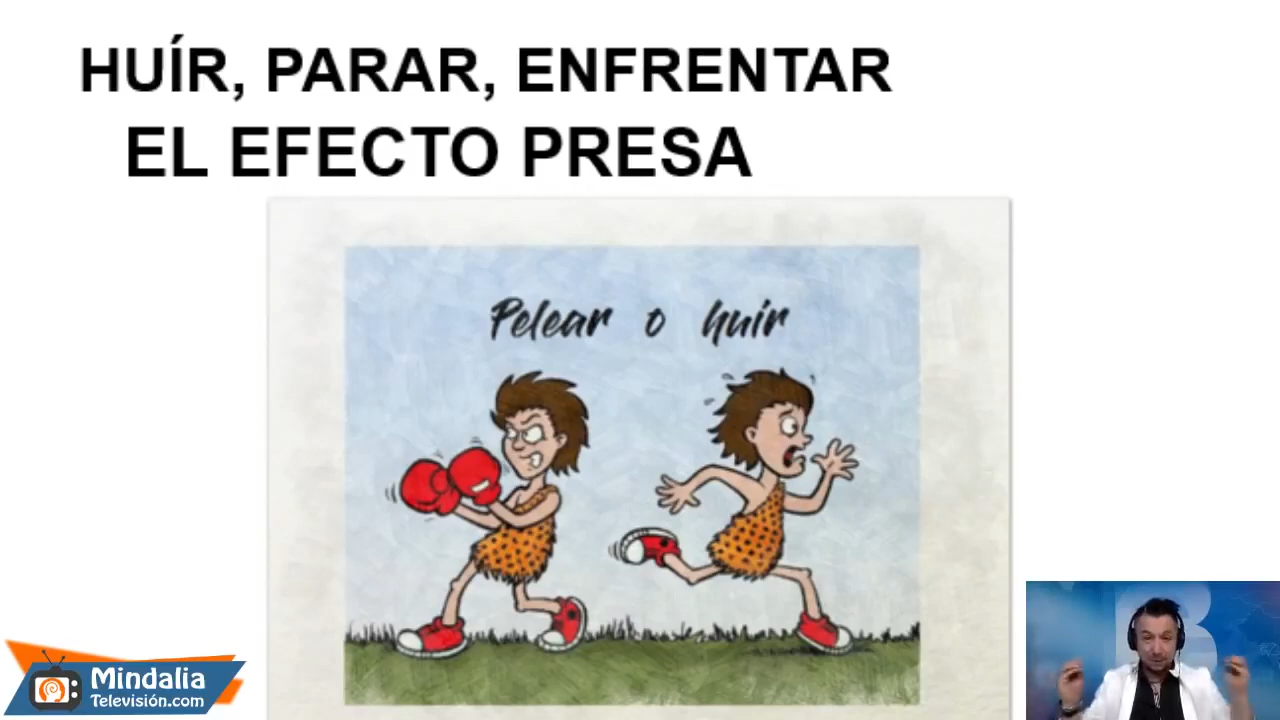 HUÍR, PARAR, ENFRENTAR
EL EFECTO PRESA
Pelear o huir
Mindalia
Televisión.com